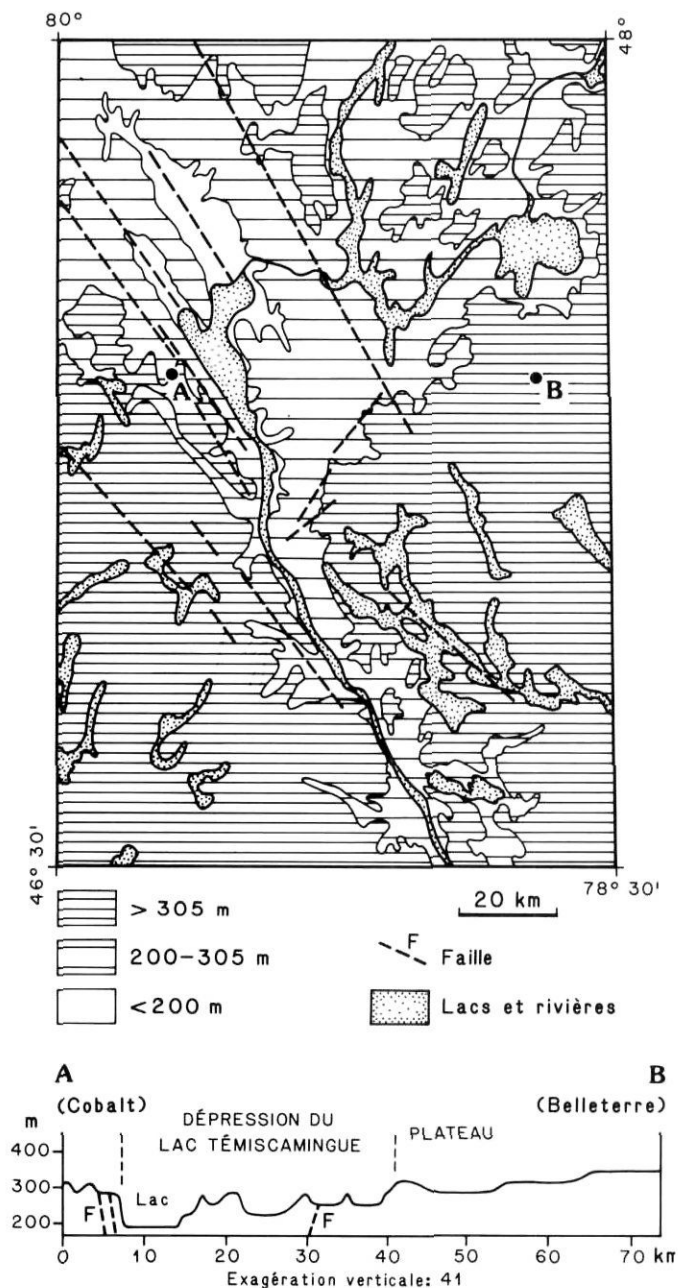 80°
48°
A
B
46° 30'
78° 30'
> 305 m
200-305 m
<200 m
20 km
F
Faille
Lacs et rivières
A
B
(Cobalt)
(Belleterre)
DÉPRESSION DU
LAC TÉMISCAMINGUE
PLATEAU
m
400
300
200
Lac
F
F
0 10 20 30 40 50 60 70 km
Exagération verticale: 41